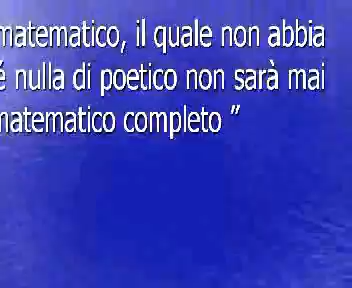 matematico, il quale non abbia
é nulla di poetico non sarà mai
matematico completo ”